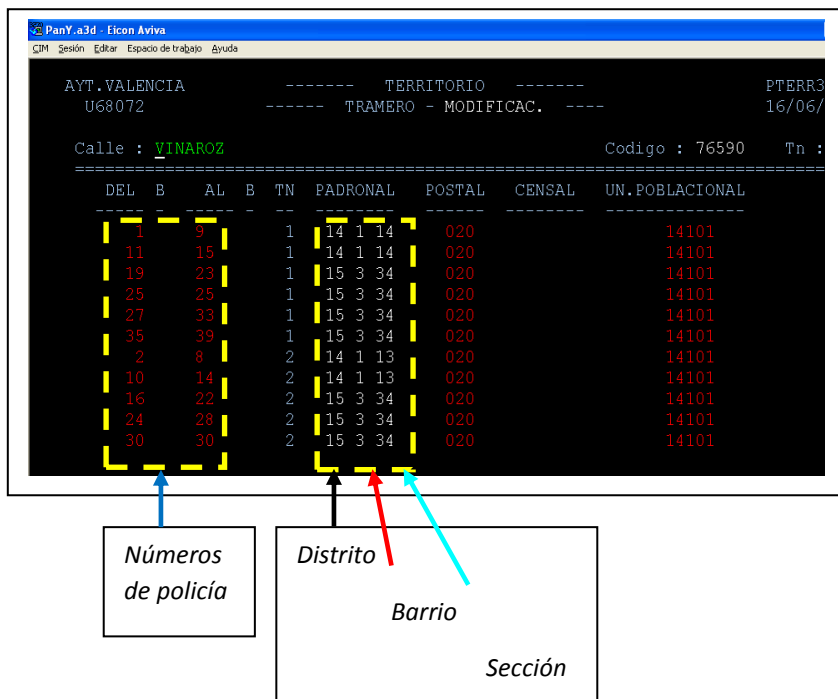 PanY.a3d - Eicon Aviva
CIM Sesión Editar Espacio de trabajo Ayuda
AYT.VALENCIA ------- TERRITORIO ------- PTERR3
U68072 ------ TRAMERO - MODIFICAC. ---- 16/06/
Calle : VINAROZ Codigo : 76590 Tn :
DEL B AL B TN PADRONAL POSTAL CENSAL UN.POBLACIONAL
1 9 1 14 1 14 020 14101
11 15 1 14 1 14 020 14101
19 23 1 15 3 34 020 14101
25 25 1 15 3 34 020 14101
27 33 1 15 3 34 020 14101
35 39 1 15 3 34 020 14101
2 8 2 14 1 13 020 14101
10 14 2 14 1 13 020 14101
16 22 2 15 3 34 020 14101
24 28 2 15 3 34 020 14101
30 30 2 15 3 34 020 14101
Números
de policía
Distrito
Barrio
Sección